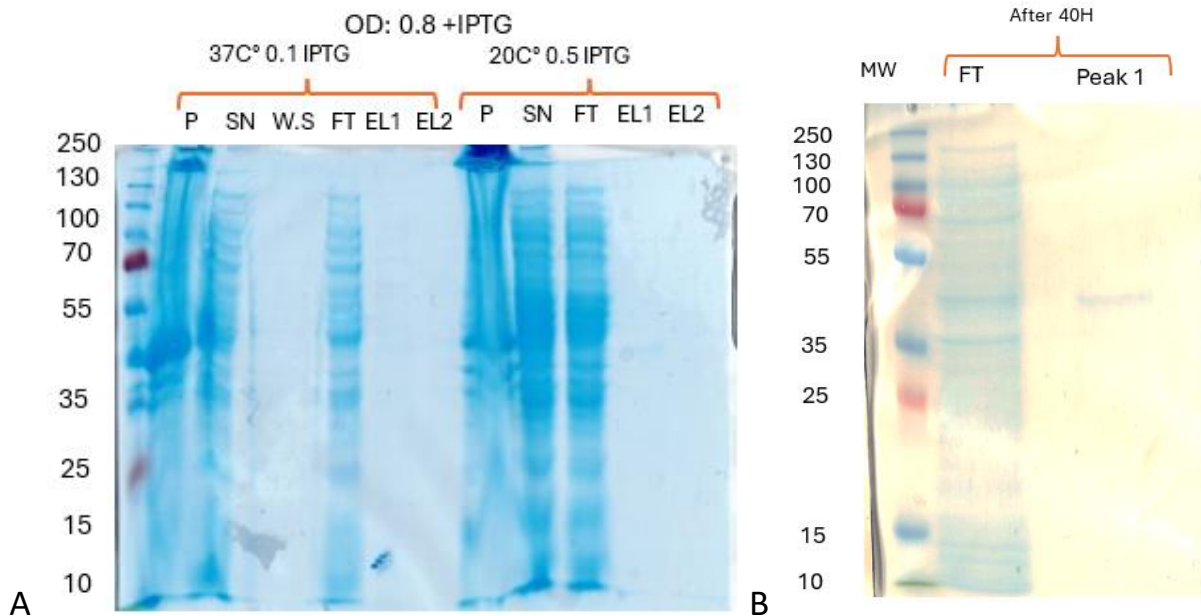 OD: 0.8 +IPTG
37C° 0.1 IPTG
20C° 0.5 IPTG
P SN W.S FT EL1 EL2 P SN FT EL1 EL2
250
130
100
70
55
35
25
15
10
A
After 40H
MW FT Peak 1
250
130
100
70
55
35
25
15
10
B